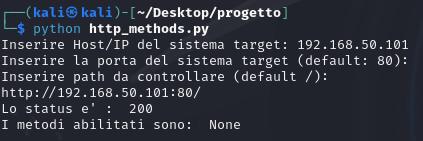 ┌──(kali㉿kali)-[~/Desktop/progetto]
└─$ python http_methods.py
Inserire Host/IP del sistema target: 192.168.50.101
Inserire la porta del sistema target (default: 80):
Inserire path da controllare (default /):
http://192.168.50.101:80/
Lo status e' :  200
I metodi abilitati sono:  None